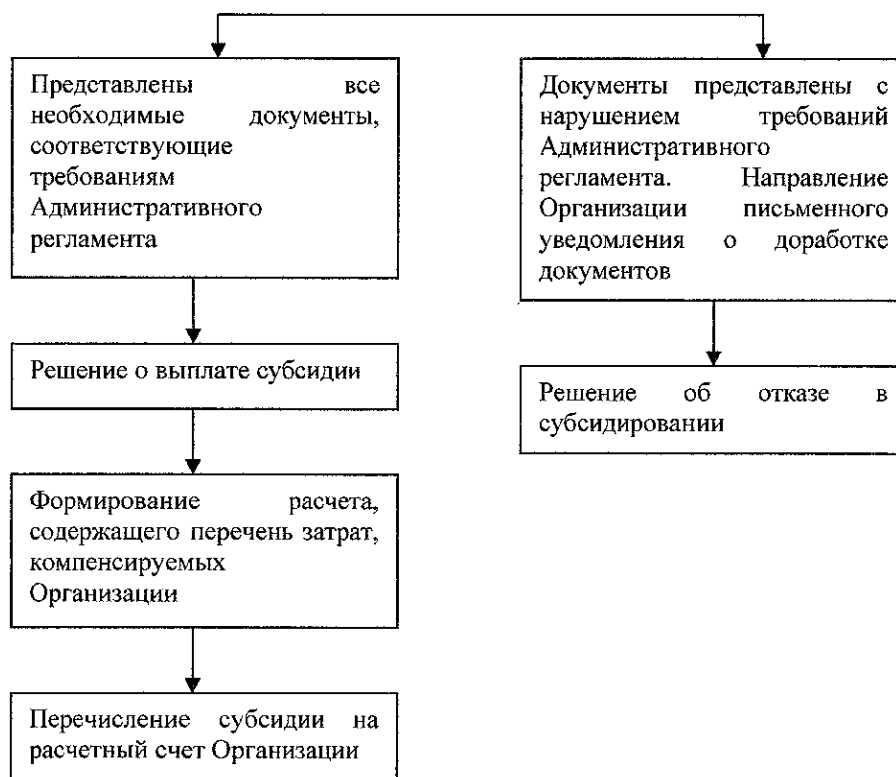 Представлены все
необходимые документы,
соответствующие
требованиям
Административного
регламента
Документы представлены с
нарушением требований
Административного
регламента. Направление
Организации письменного
уведомления о доработке
документов
Решение о выплате субсидии
Решение об отказе в
субсидировании
Формирование расчета,
содержащего перечень затрат,
компенсируемых
Организации
Перечисление субсидии на
расчетный счет Организации